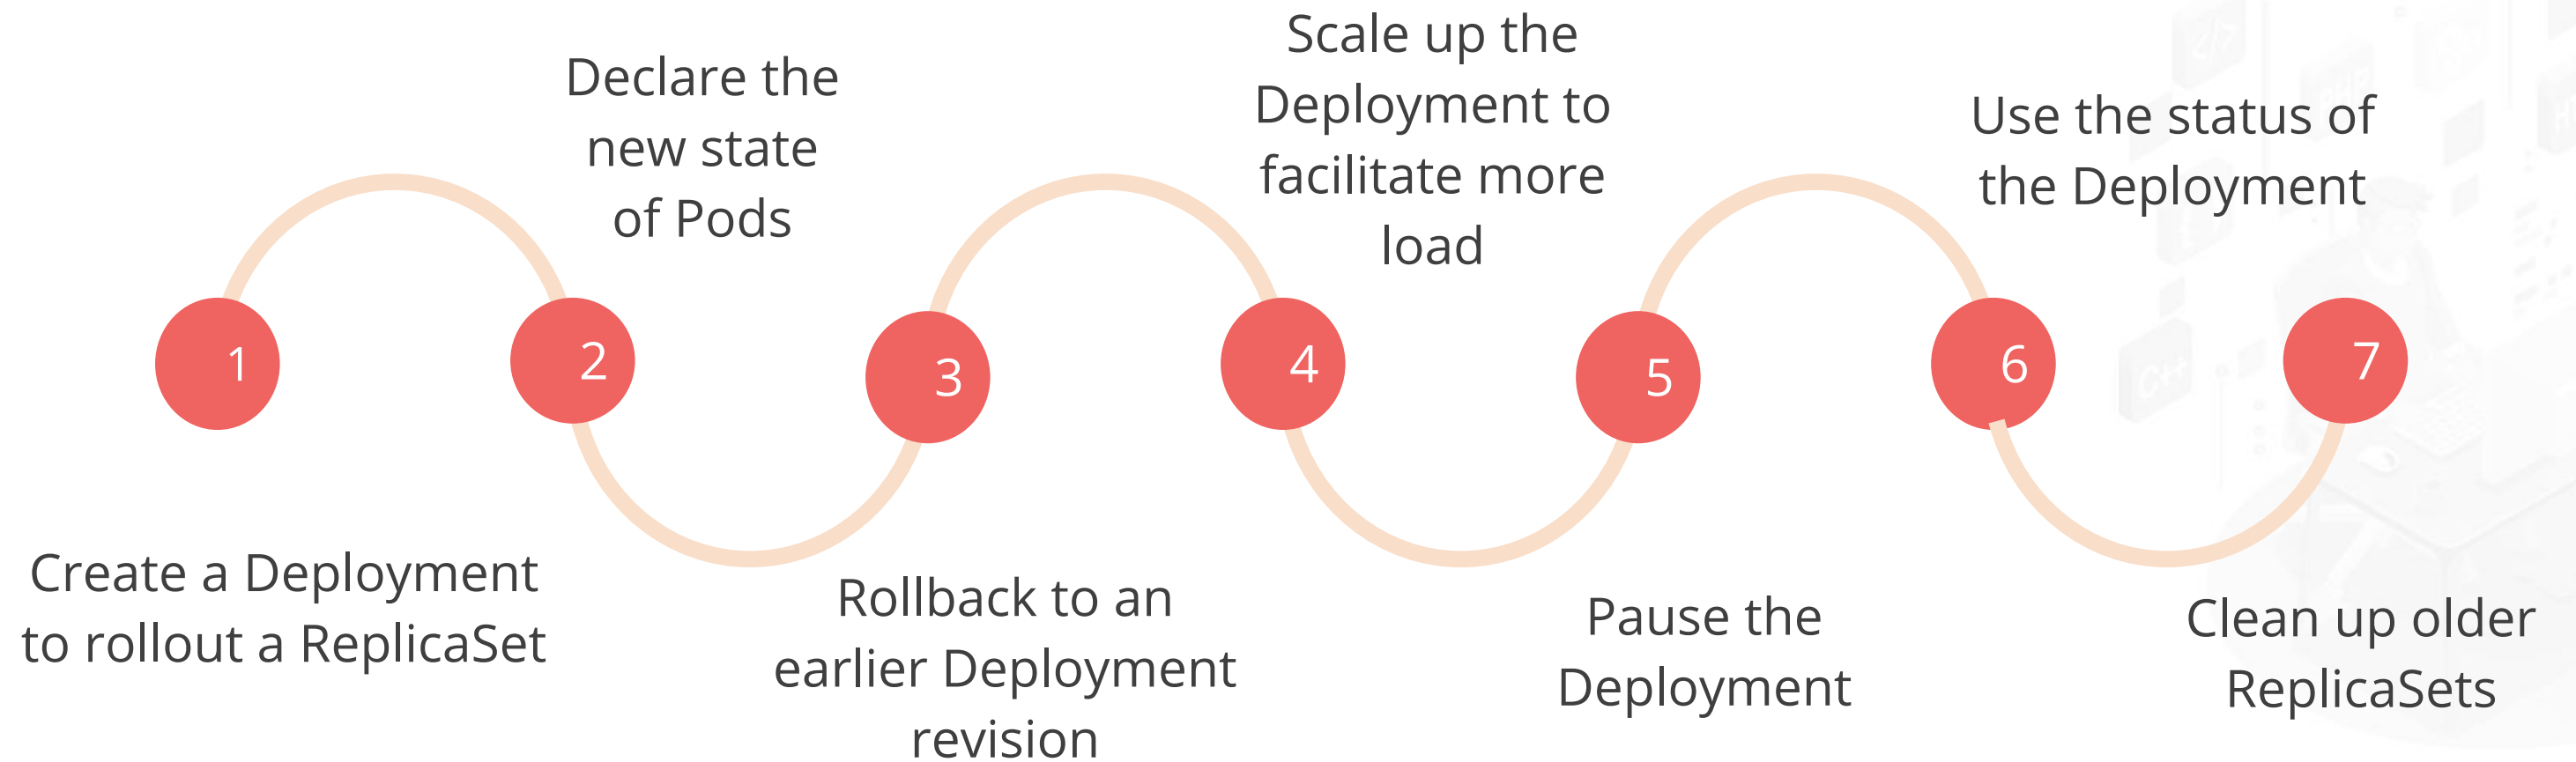 1
Create a Deployment
to rollout a ReplicaSet
2
Declare the
new state
of Pods
3
Rollback to an
earlier Deployment
revision
4
Scale up the
Deployment to
facilitate more
load
5
Pause the
Deployment
6
Use the status of
the Deployment
7
Clean up older
ReplicaSets
C++